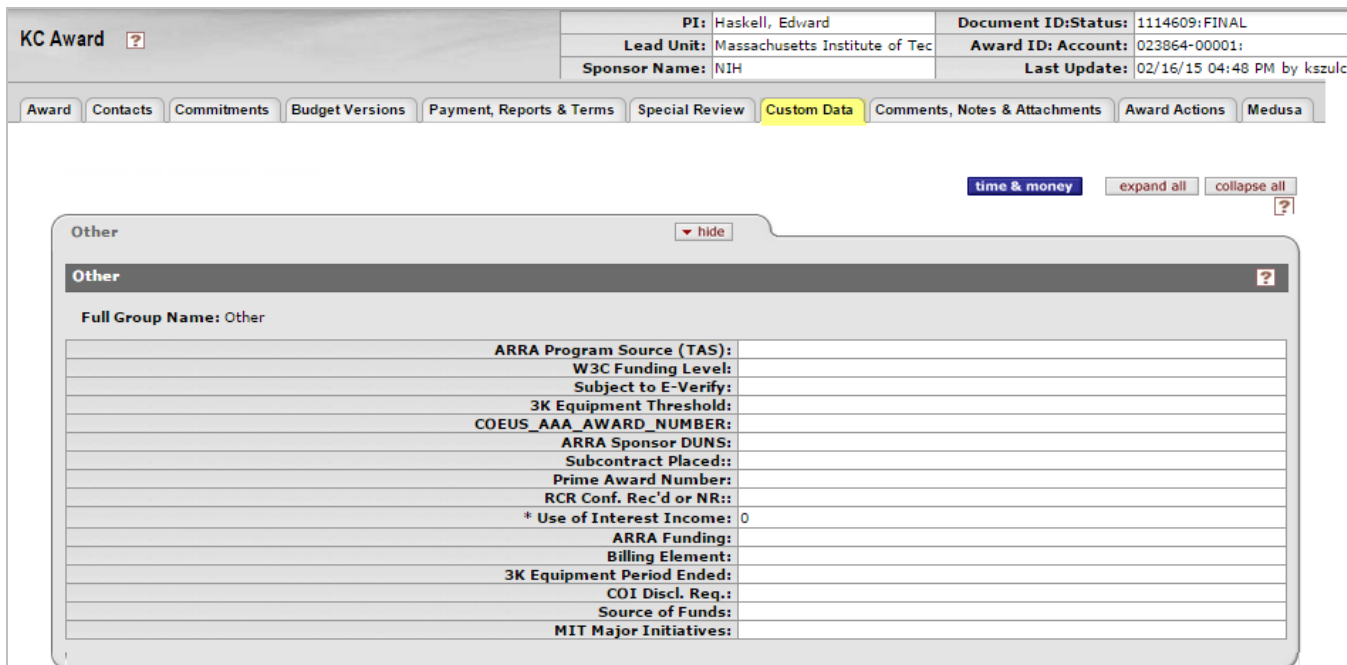 KC Award ?
PI: Haskell, Edward Document ID:Status: 1114609:FINAL
Lead Unit: Massachusetts Institute of Tec Award ID: Account: 023864-00001:
Sponsor Name: NIH Last Update: 02/16/15 04:48 PM by kszulc
Award Contacts Commitments Budget Versions Payment, Reports & Terms Special Review Custom Data Comments, Notes & Attachments Award Actions Medusa
time & money expand all collapse all
?
Other hide
Other ?
Full Group Name: Other
ARRA Program Source (TAS):
W3C Funding Level:
Subject to E-Verify:
3K Equipment Threshold:
COEUS_AAA_AWARD_NUMBER:
ARRA Sponsor DUNS:
Subcontract Placed::
Prime Award Number:
RCR Conf. Rec'd or NR::
* Use of Interest Income: 0
ARRA Funding:
Billing Element:
3K Equipment Period Ended:
COI Discl. Req.:
Source of Funds:
MIT Major Initiatives: